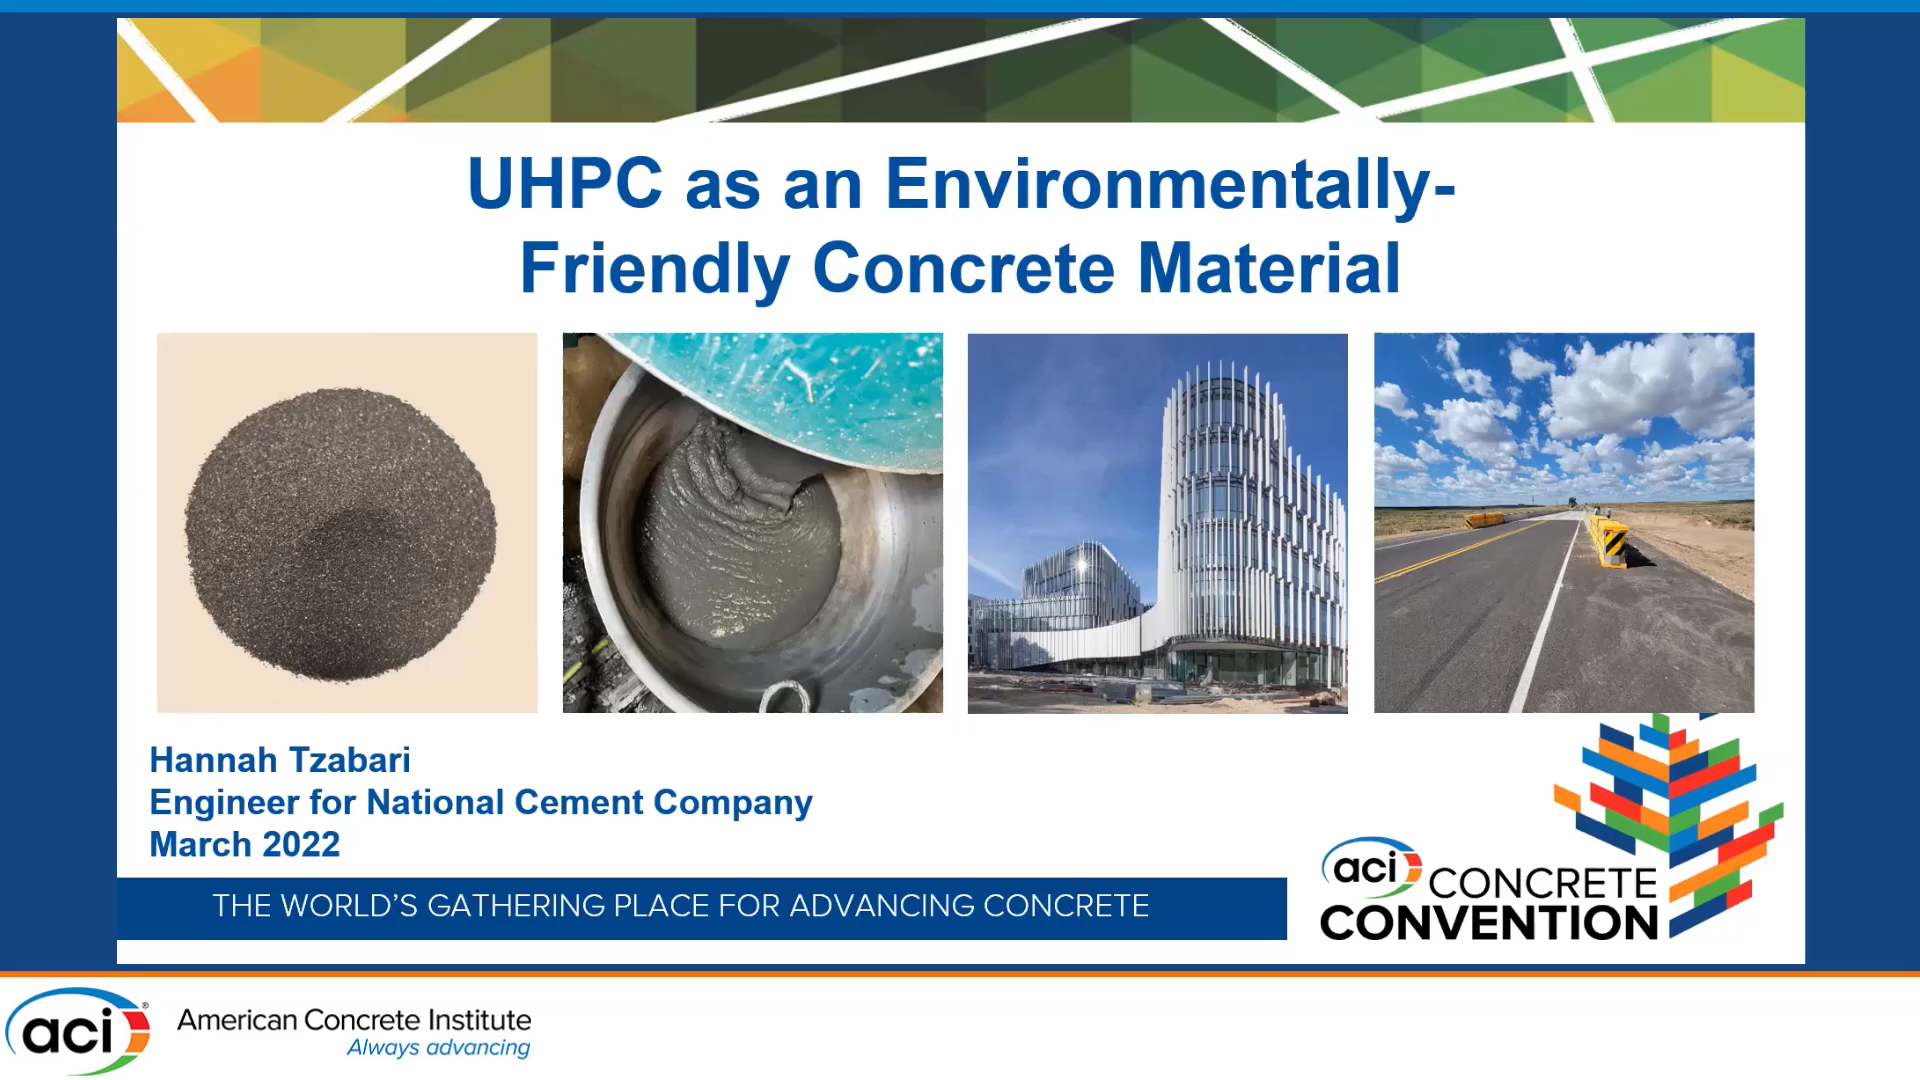 UHPC as an Environmentally-
Friendly Concrete Material
Hannah Tzabari
Engineer for National Cement Company
March 2022
THE WORLD'S GATHERING PLACE FOR ADVANCING CONCRETE
aci CONCRETE
CONVENTION
aci® American Concrete Institute
Always advancing